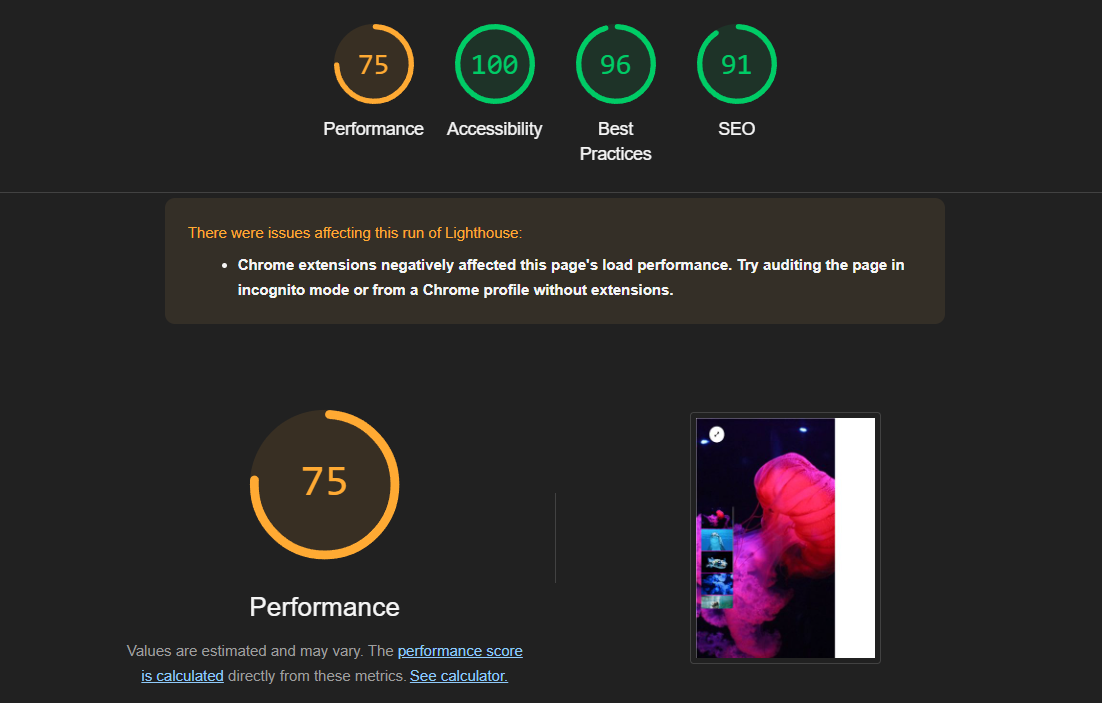 75
100
96
91
Performance
Accessibility
Best
Practices
SEO
There were issues affecting this run of Lighthouse:
• Chrome extensions negatively affected this page's load performance. Try auditing the page in
incognito mode or from a Chrome profile without extensions.
75
Performance
Values are estimated and may vary. The performance score
is calculated directly from these metrics. See calculator.